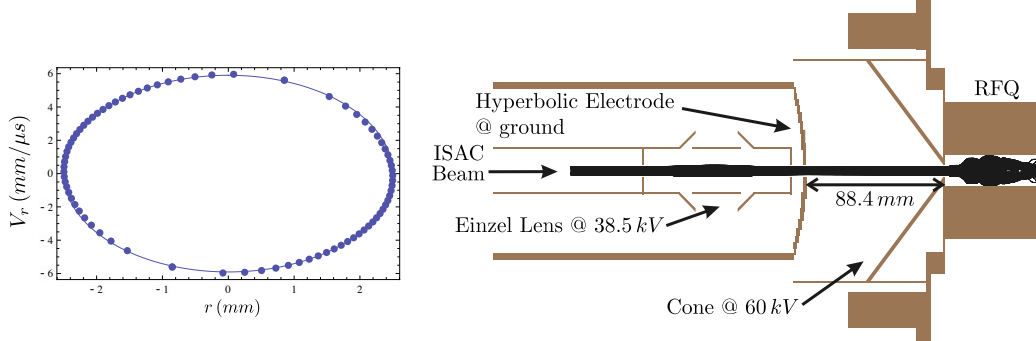 6
4
2
0
- 2
- 4
- 6
- 2
- 1
0
1
2
V_r (mm/μs)
r (mm)
Hyperbolic Electrode
@ ground
ISAC
Beam
Einzel Lens @ 38.5 kV
88.4 mm
Cone @ 60 kV
RFQ